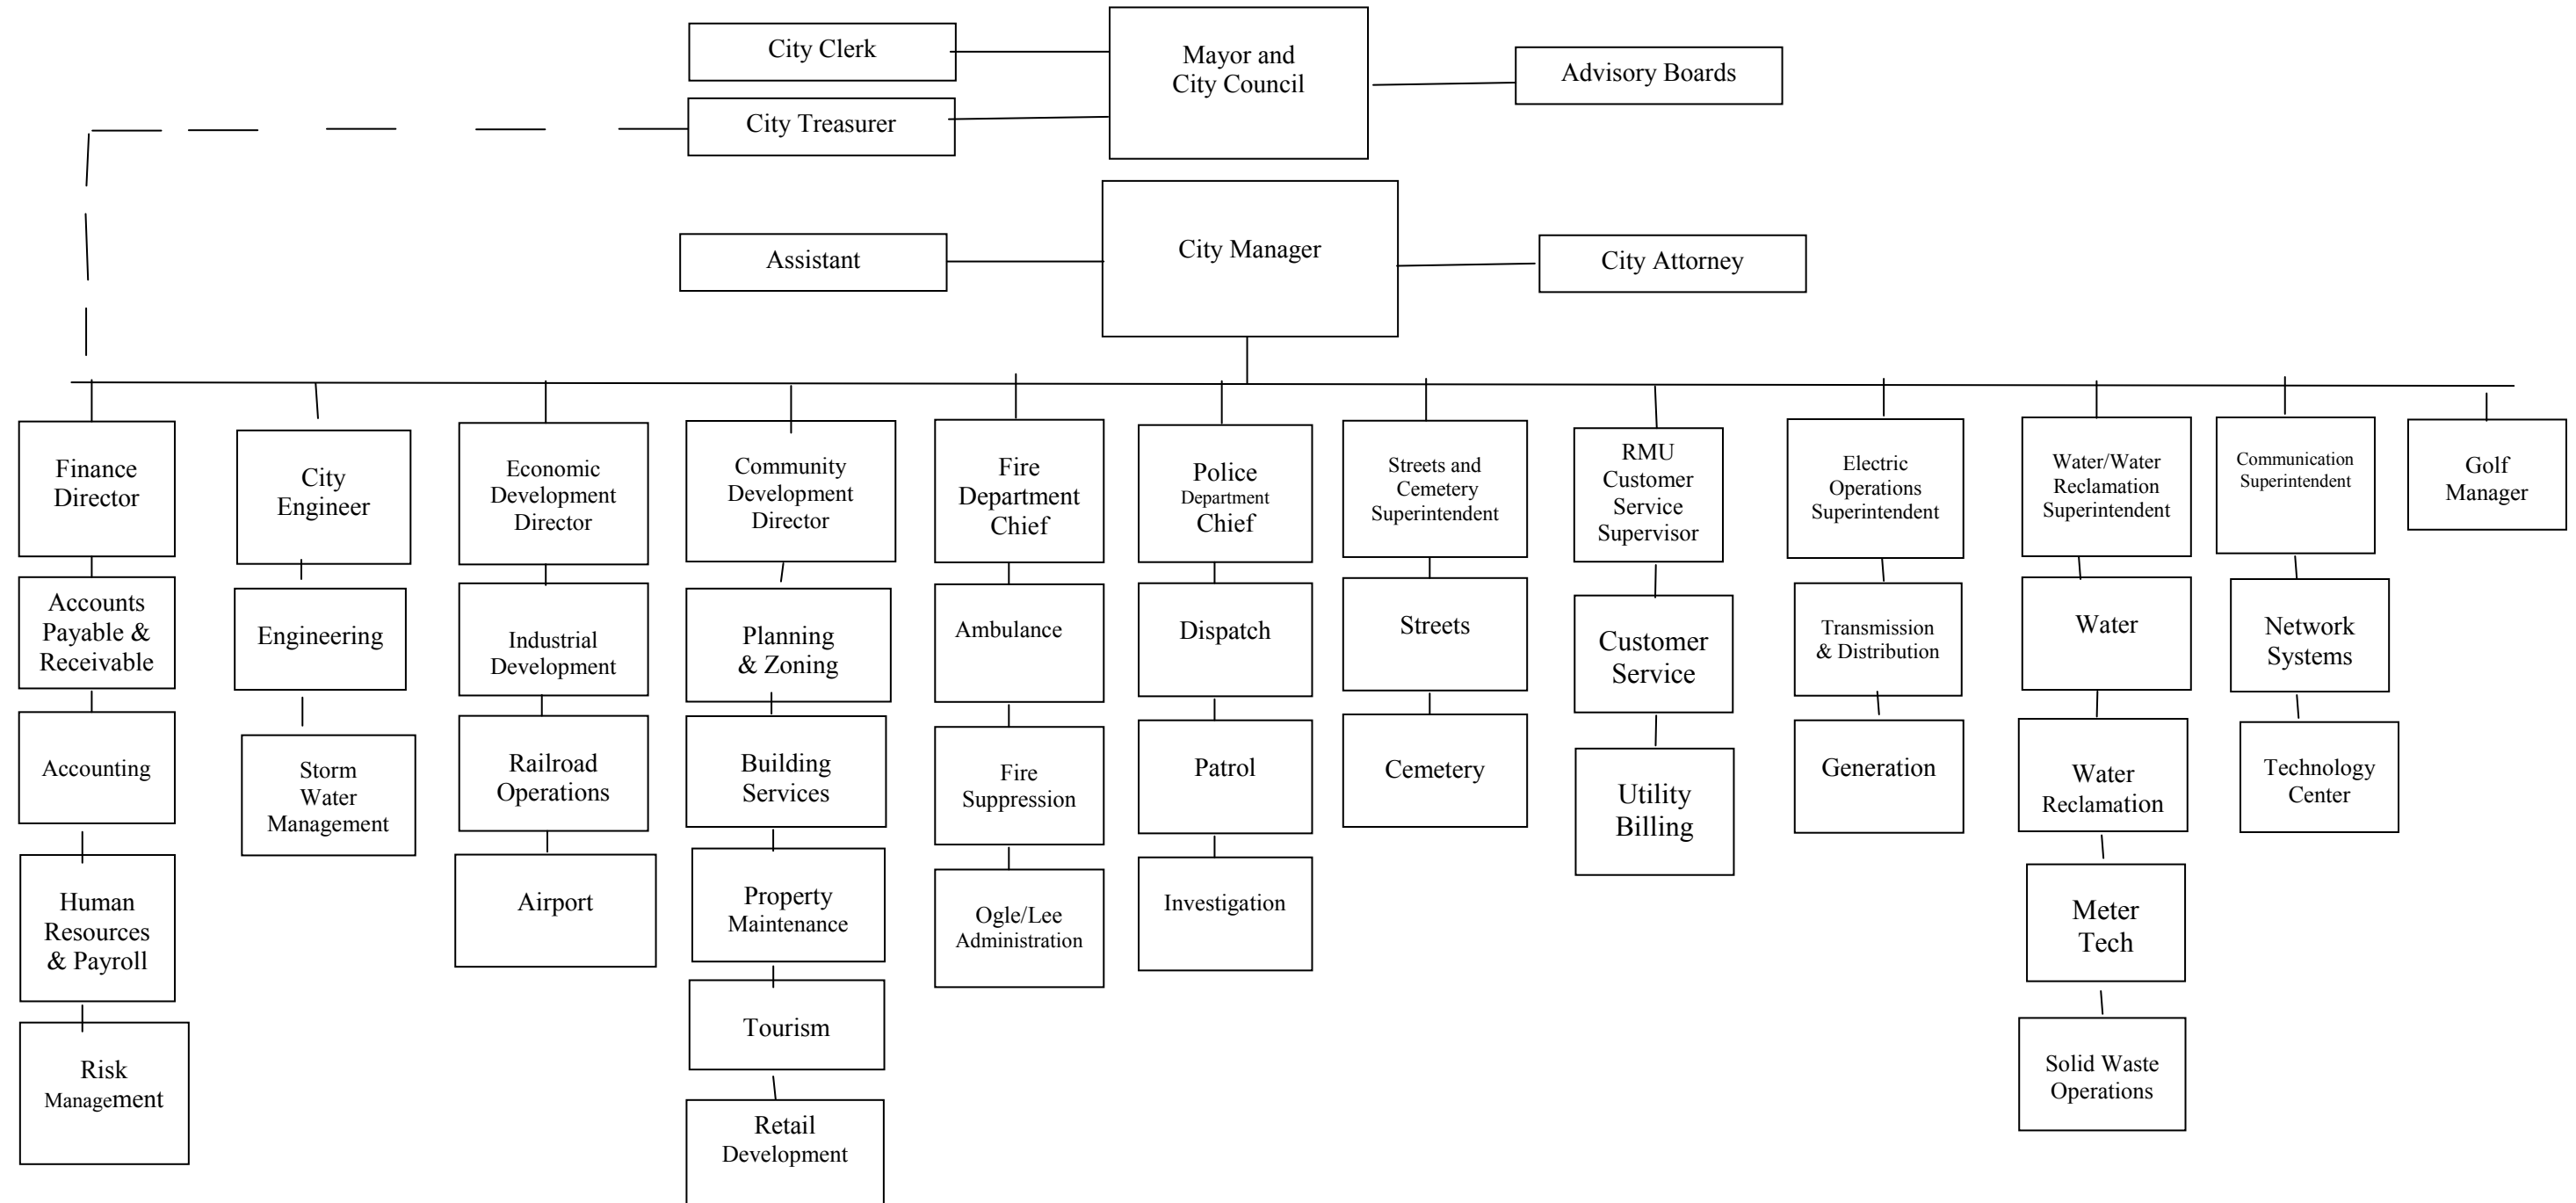 City Clerk
Mayor and
City Council
Advisory Boards
City Treasurer
Assistant
City Manager
City Attorney
Finance
Director
City
Engineer
Economic
Development
Director
Community
Development
Director
Fire
Department
Chief
Police
Department
Chief
Streets and
Cemetery
Superintendent
RMU
Customer
Service
Supervisor
Electric
Operations
Superintendent
Water/Water
Reclamation
Superintendent
Communication
Superintendent
Golf
Manager
Accounts
Payable &
Receivable
Engineering
Industrial
Development
Planning
& Zoning
Ambulance
Dispatch
Streets
Customer
Service
Transmission
& Distribution
Water
Network
Systems
Accounting
Storm
Water
Management
Railroad
Operations
Building
Services
Fire
Suppression
Patrol
Cemetery
Utility
Billing
Generation
Water
Reclamation
Technology
Center
Human
Resources
& Payroll
Airport
Property
Maintenance
Ogle/Lee
Administration
Investigation
Meter
Tech
Risk
Management
Tourism
Solid Waste
Operations
Retail
Development